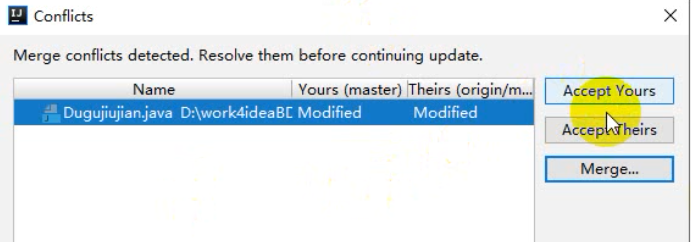 Conflicts
Merge conflicts detected. Resolve them before continuing update.
Name Yours (master) Theirs (origin/m...
Dugujiujian.java D:\work4ideaBD Modified Modified
Accept Yours
Accept Theirs
Merge...